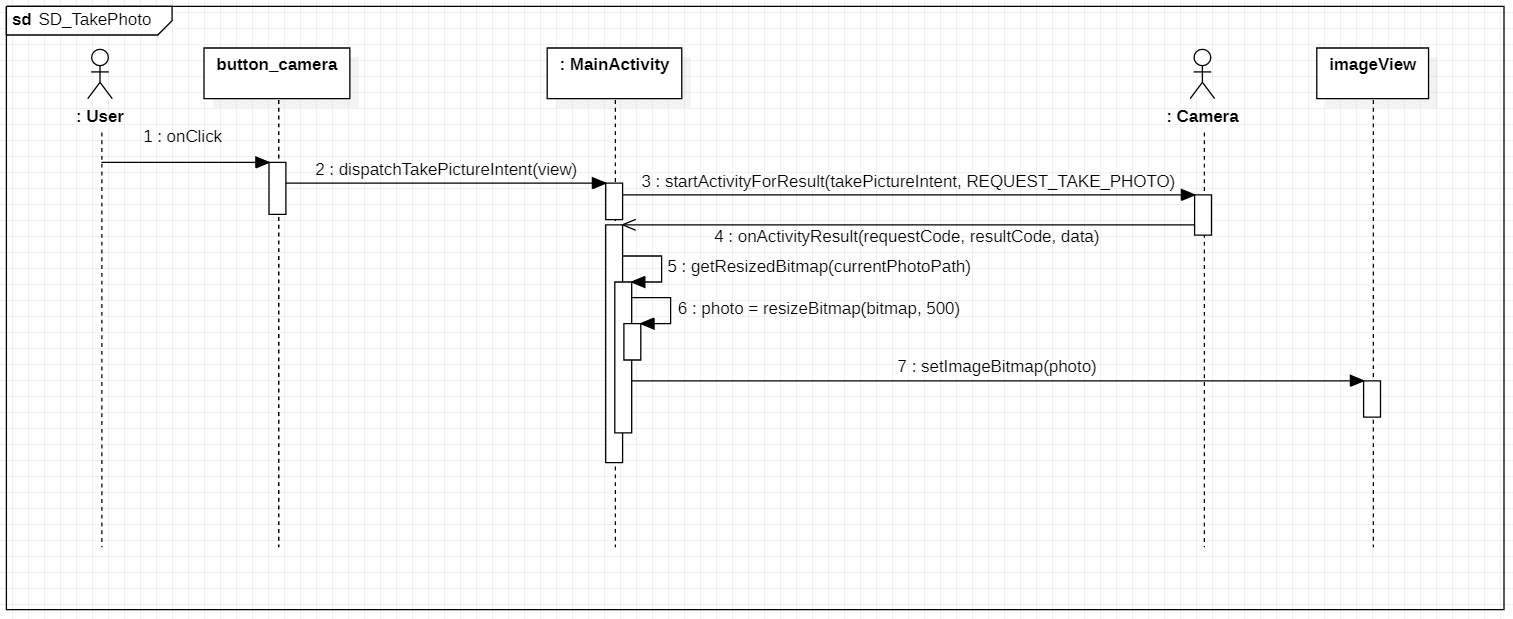 sd SD_TakePhoto
button_camera
: MainActivity
imageView
: User
: Camera
1 : onClick
2 : dispatchTakePictureIntent(view)
3 : startActivityForResult(takePictureIntent, REQUEST_TAKE_PHOTO)
4 : onActivityResult(requestCode, resultCode, data)
5 : getResizedBitmap(currentPhotoPath)
6 : photo = resizeBitmap(bitmap, 500)
7 : setImageBitmap(photo)